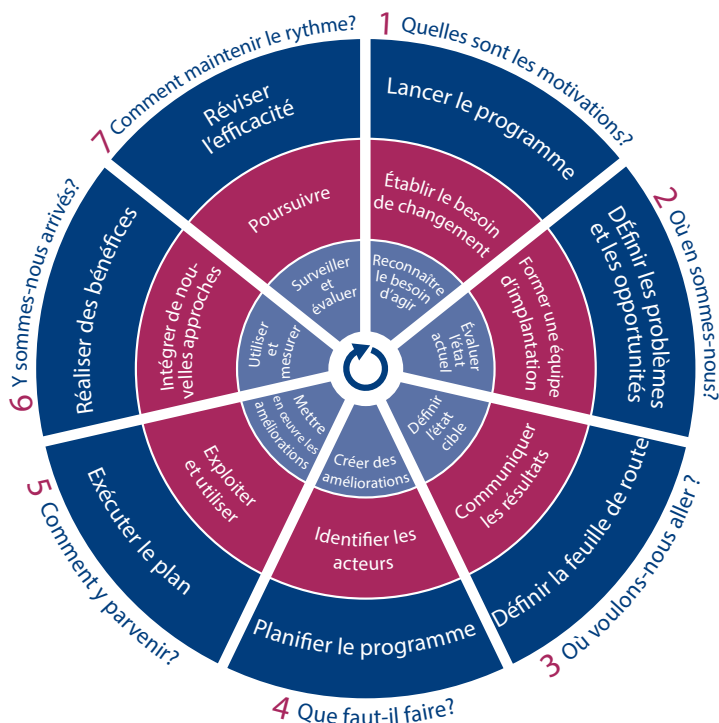 1 Quelles sont les motivations?
Lancer le programme
Établir le besoin
de changement
Reconnaître
le besoin
d'agir
2 Où en sommes-nous?
DÉfinir les problèmes
et les opportunités
Former une équipe
d'implantation
Évaluer
l'état
actuel
3 Où voulons-nous aller ?
Définir la feuille de route
Communiquer
les résultats
Définir
l'état
cible
4 Que faut-il faire?
Planifier le programme
Identifier les
acteurs
Créer des
améliorations
5 Comment y parvenir?
Exécuter le plan
Exploiter
et utiliser
Mettre
en œuvre les
améliorations
6 Y sommes-nous arrivés?
Réaliser des bénéfices
Intégrer de nou-
velles approches
Utiliser
et
mesurer
7 Comment maintenir le rythme?
Réviser
l'efficacité
Poursuivre
Surveiller
et
évaluer